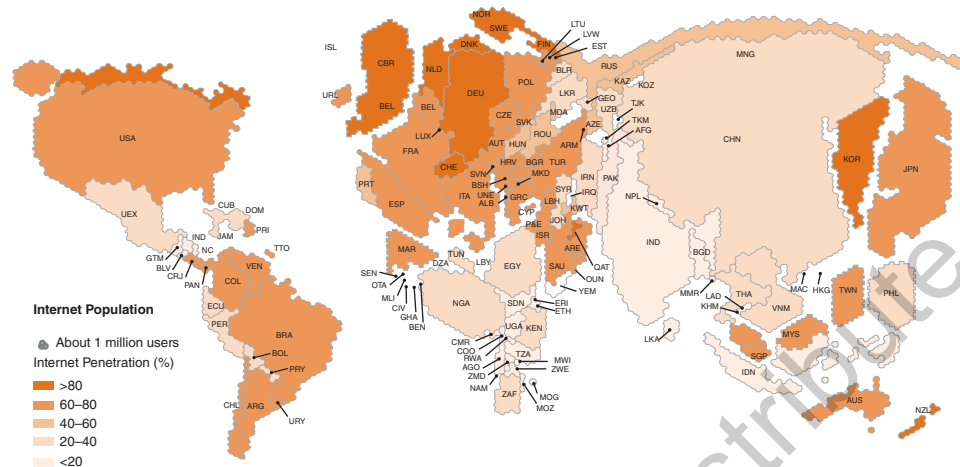 NOR
SWE
LTU
LVW
EST
ISL
CBR
DNK
FIN
RUS
MNG
NLD
BLR
KAZ
KOZ
URL
BEL
BEL
DEU
POL
LKR
GEO
UZB
TJK
MDA
TKM
AFG
LUX
CZE
SVK
AZE
USA
FRA
AUT
HUN
ROU
ARM
CHN
KOR
JPN
CHE
HRV
BGR
TUR
SVN
BSH
MKD
IRN
PAK
PRT
ESP
ITA
UNE
ALB
GRC
SYR
IRQ
NPL
CYP
LBH
KWT
P&E
JOH
ISR
IND
BGD
UEX
CUB
DOM
PRI
JAM
IND
NC
GTM
BLV
CRJ
PAN
TTO
MAR
TUN
DZA
LBY
EGY
ARE
SAU
QAT
OUN
YEM
SEN
OTA
MLI
CIV
GHA
BEN
NGA
SDN
ERI
ETH
MMR
LAD
KHM
THA
VNM
MAC
HKG
TWN
PHL
VEN
COL
ECU
PER
BRA
BOL
PRY
CHL
ARG
URY
CMR
COO
RWA
AGO
ZMD
NAM
UGA
KEN
TZA
MWI
ZWE
ZAF
MOG
MOZ
LKA
MYS
SGP
IDN
AUS
NZL
Internet Population
About 1 million users
Internet Penetration (%)
>80
60–80
40–60
20–40
<20